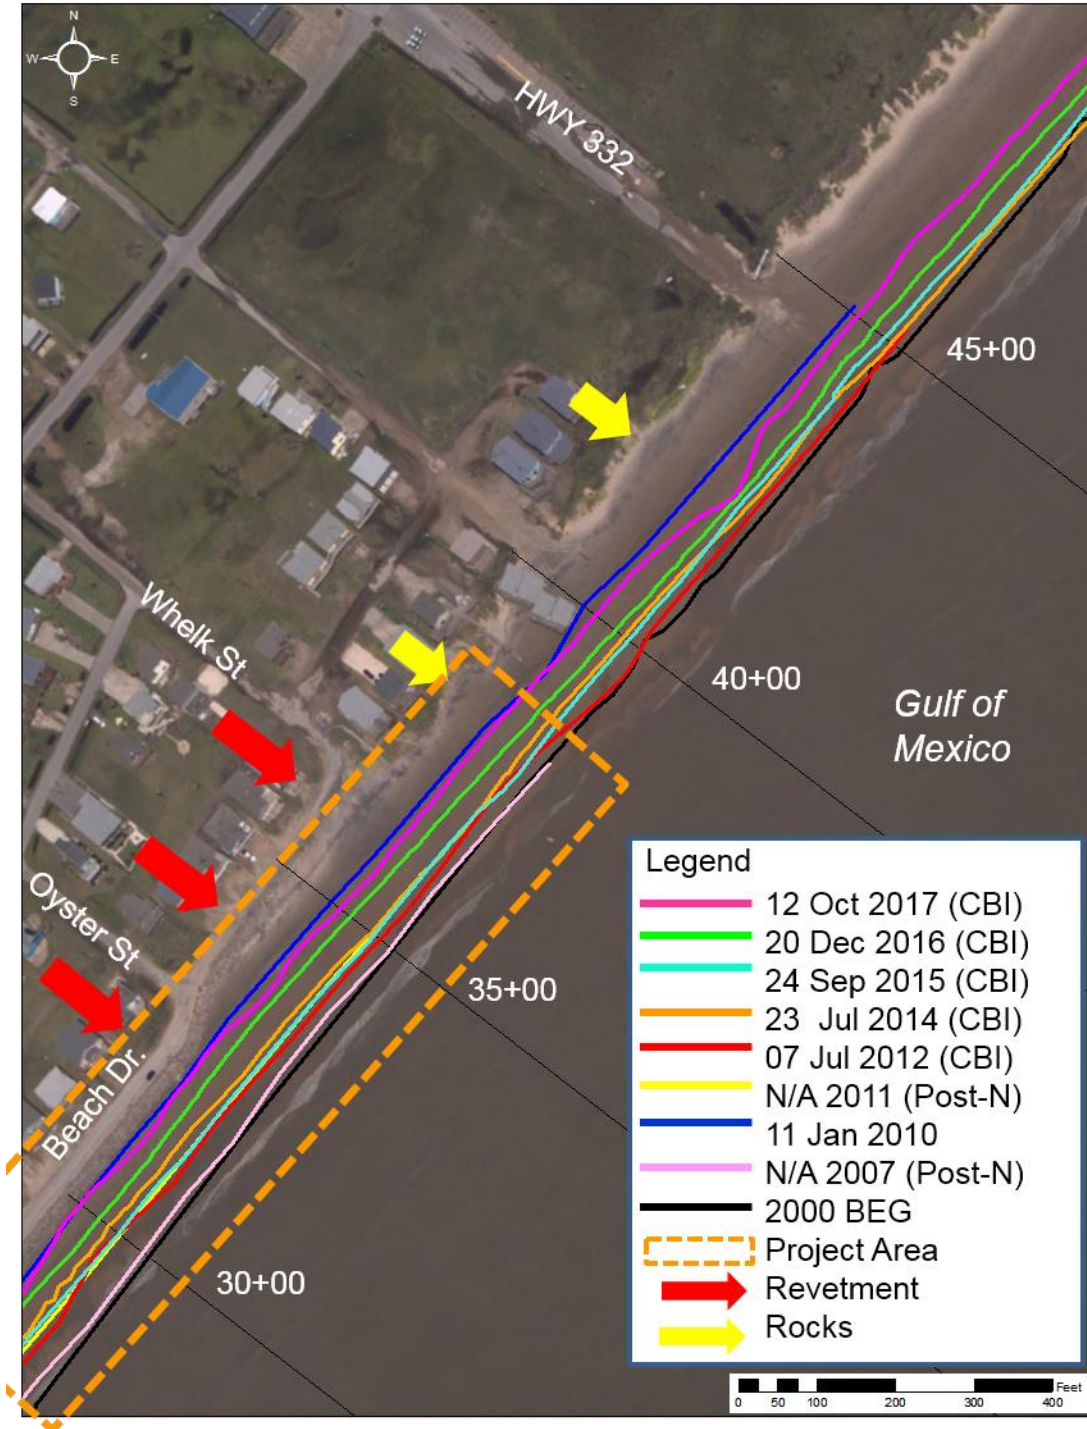 N
W E
S
HWY 332
45+00
Whelk St
40+00
Gulf of
Mexico
Oyster St
35+00
Beach Dr.
30+00
Legend
12 Oct 2017 (CBI)
20 Dec 2016 (CBI)
24 Sep 2015 (CBI)
23 Jul 2014 (CBI)
07 Jul 2012 (CBI)
N/A 2011 (Post-N)
11 Jan 2010
N/A 2007 (Post-N)
2000 BEG
Project Area
Revetment
Rocks
Feet
0 50 100 200 300 400